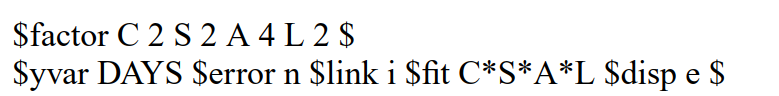 $factor C 2 S 2 A 4 L 2 $
$yvar DAYS $error n $link i $fit C*S*A*L $disp e $